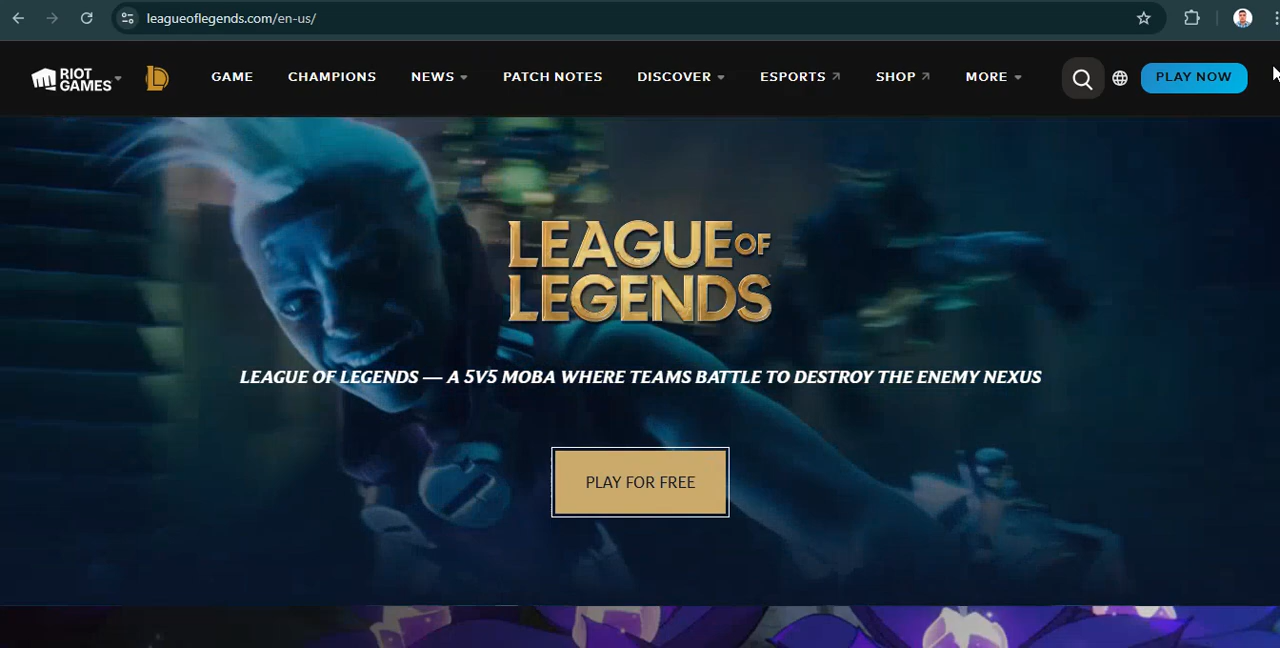 leagueoflegends.com/en-us/
RIOT
GAMES
GAME
CHAMPIONS
NEWS
PATCH NOTES
DISCOVER
ESPORTS
SHOP
MORE
PLAY NOW
LEAGUE OF
LEGENDS
LEAGUE OF LEGENDS — A 5V5 MOBA WHERE TEAMS BATTLE TO DESTROY THE ENEMY NEXUS
PLAY FOR FREE